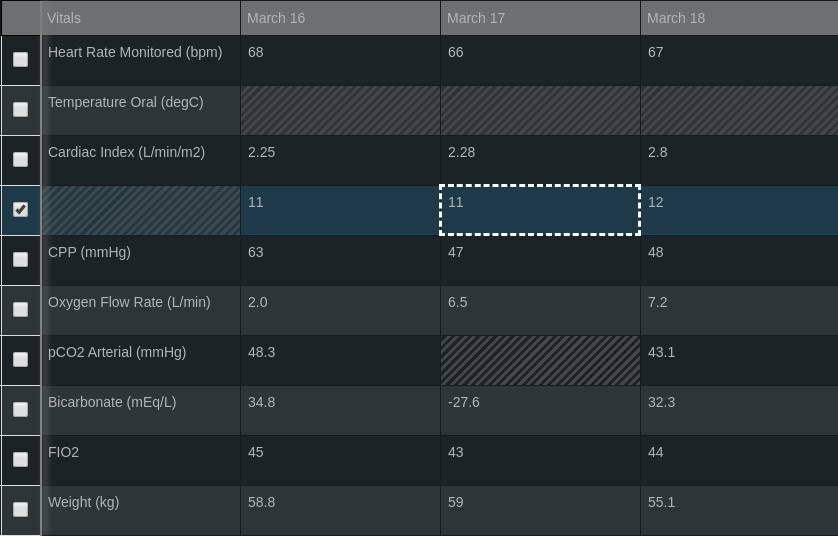 Vitals March 16 March 17 March 18
Heart Rate Monitored (bpm) 68 66 67
Temperature Oral (degC)
Cardiac Index (L/min/m2) 2.25 2.28 2.8
11 11 12
CPP (mmHg) 63 47 48
Oxygen Flow Rate (L/min) 2.0 6.5 7.2
pCO2 Arterial (mmHg) 48.3 43.1
Bicarbonate (mEq/L) 34.8 -27.6 32.3
FIO2 45 43 44
Weight (kg) 58.8 59 55.1